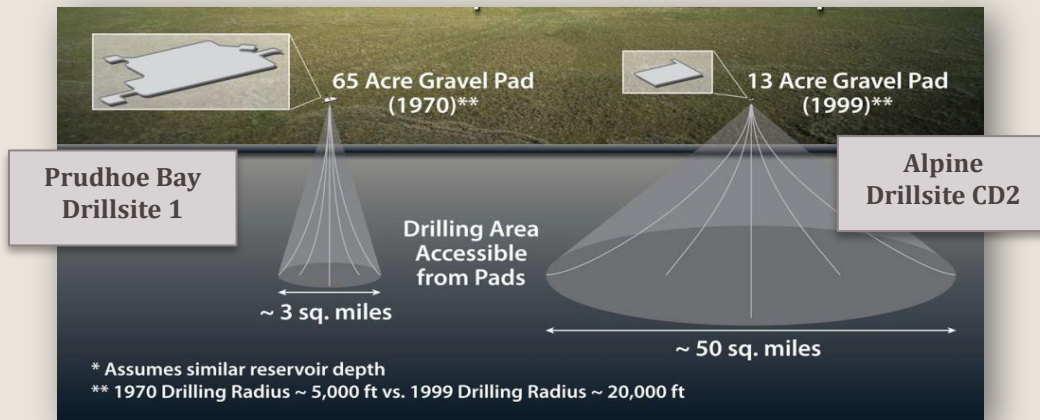 65 Acre Gravel Pad
(1970)**
13 Acre Gravel Pad
(1999)**
Prudhoe Bay
Drillsite 1
Alpine
Drillsite CD2
Drilling Area
Accessible
from Pads
~ 3 sq. miles
~ 50 sq. miles
* Assumes similar reservoir depth
** 1970 Drilling Radius ~ 5,000 ft vs. 1999 Drilling Radius ~ 20,000 ft